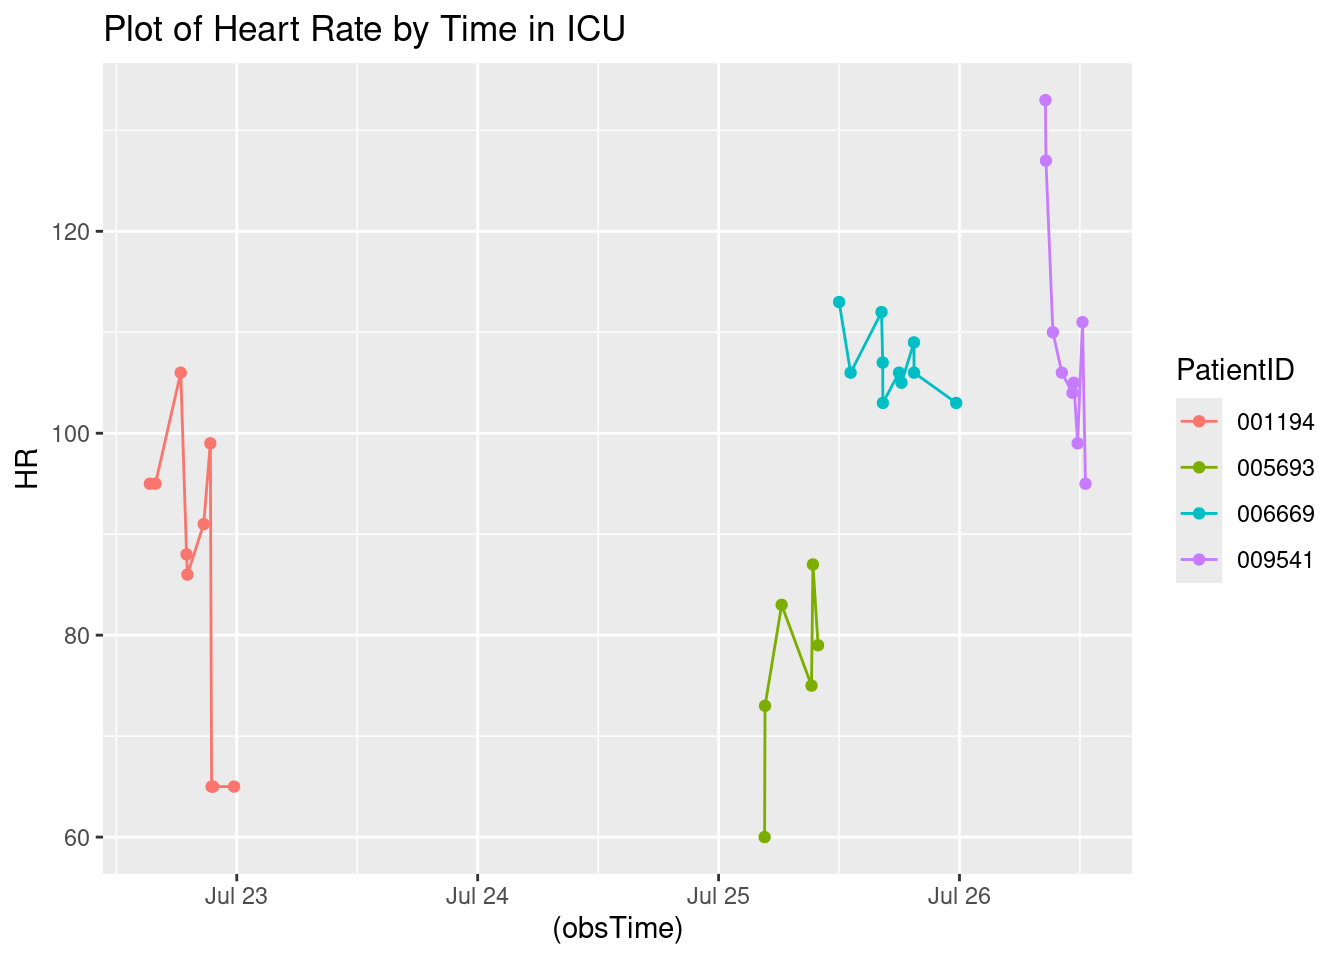 Plot of Heart Rate by Time in ICU
HR
120
100
80
60
Jul 23
Jul 24
Jul 25
Jul 26
(obsTime)
PatientID
001194
005693
006669
009541